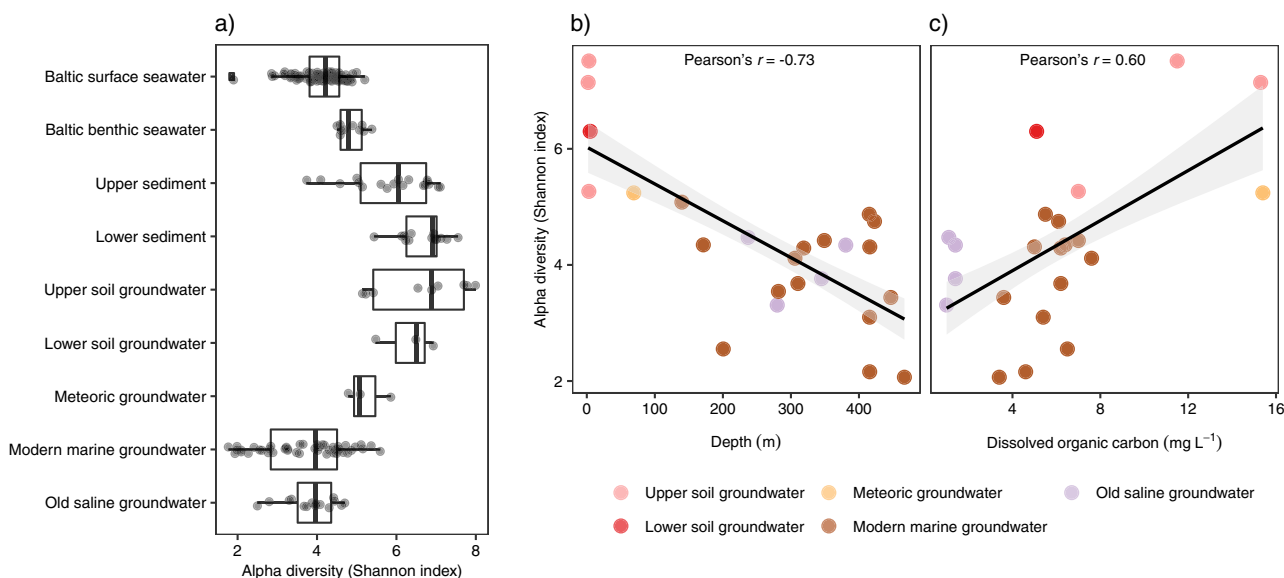 a)
Baltic surface seawater
Baltic benthic seawater
Upper sediment
Lower sediment
Upper soil groundwater
Lower soil groundwater
Meteoric groundwater
Modern marine groundwater
Old saline groundwater
2 4 6 8
Alpha diversity (Shannon index)
b)
Pearson's r = -0.73
Alpha diversity (Shannon index)
6
4
2
0 100 200 300 400
Depth (m)
c)
Pearson's r = 0.60
4 8 12 16
Dissolved organic carbon (mg L⁻¹)
Upper soil groundwater Meteoric groundwater Old saline groundwater
Lower soil groundwater Modern marine groundwater